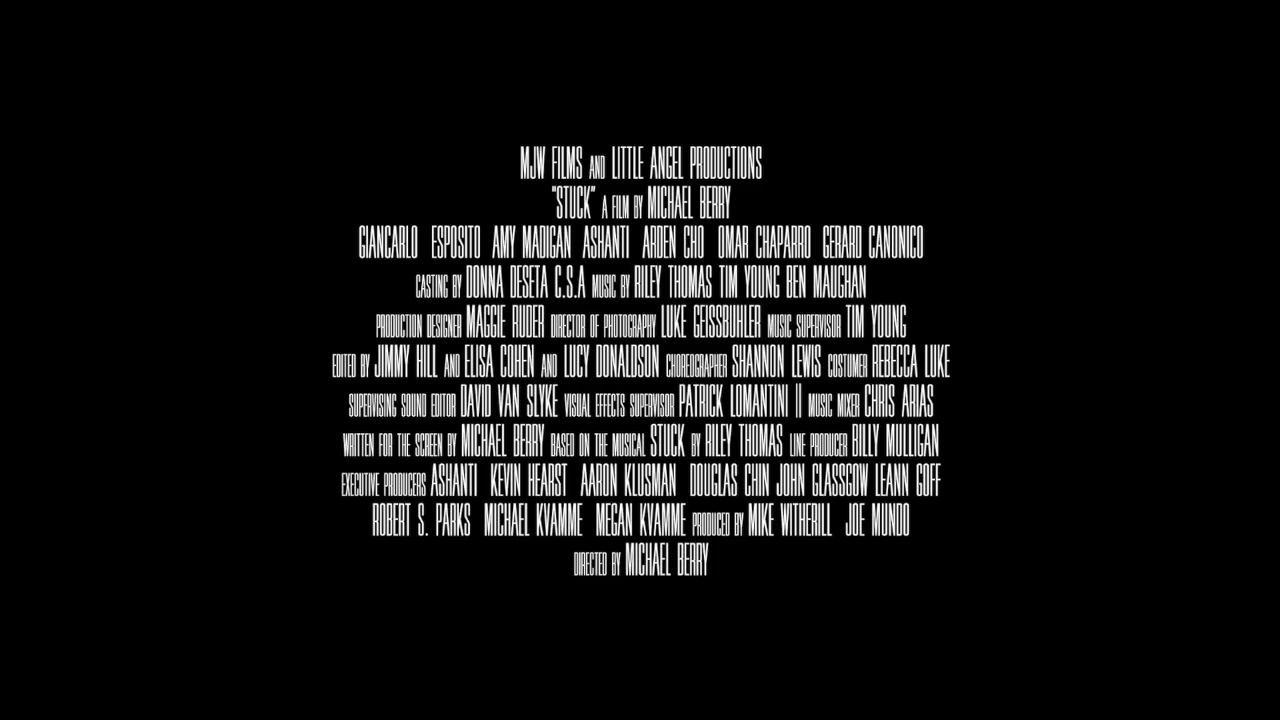 MJW FILMS AND LITTLE ANGEL PRODUCTIONS
"STUCK" A FILM BY MICHAEL BERRY
GIANCARLO ESPOSITO AMY MADIGAN ASHANTI ARDEN CHO OMAR CHAPARRO GERARD CANONICO
CASTING BY DONNA DESETA C.S.A MUSIC BY RILEY THOMAS TIM YOUNG BEN MAUGHAN
PRODUCTION DESIGNER MAGGIE RUDER DIRECTOR OF PHOTOGRAPHY LUKE GEISSBUHLER MUSIC SUPERVISOR TIM YOUNG
EDITED BY JIMMY HILL AND ELISA COHEN AND LUCY DONALDSON CHOREOGRAPHER SHANNON LEWIS COSTUMER REBECCA LUKE
SUPERVISING SOUND EDITOR DAVID VAN SLYKE VISUAL EFFECTS SUPERVISOR PATRICK LOMANTINI || MUSIC MIXER CHRIS ARIAS
WRITTEN FOR THE SCREEN BY MICHAEL BERRY BASED ON THE MUSICAL STUCK BY RILEY THOMAS LINE PRODUCER BILLY MULLIGAN
EXECUTIVE PRODUCERS ASHANTI KEVIN HEARST AARON KLUSMAN DOUGLAS CHIN JOHN GLASSGOW LEANN GOFF
ROBERT S. PARKS MICHAEL KVAMME MEGAN KVAMME PRODUCED BY MIKE WITHERILL JOE MUNDO
DIRECTED BY MICHAEL BERRY